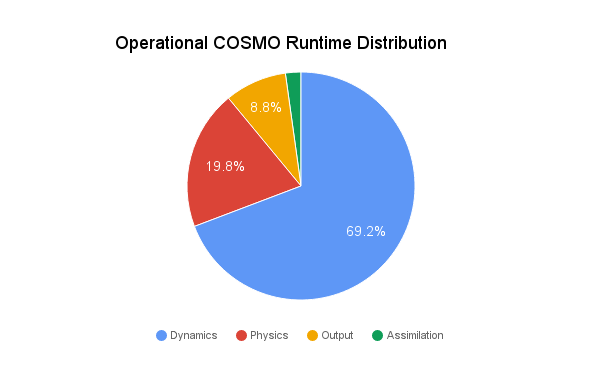 Operational COSMO Runtime Distribution
8.8%
19.8%
69.2%
Dynamics Physics Output Assimilation